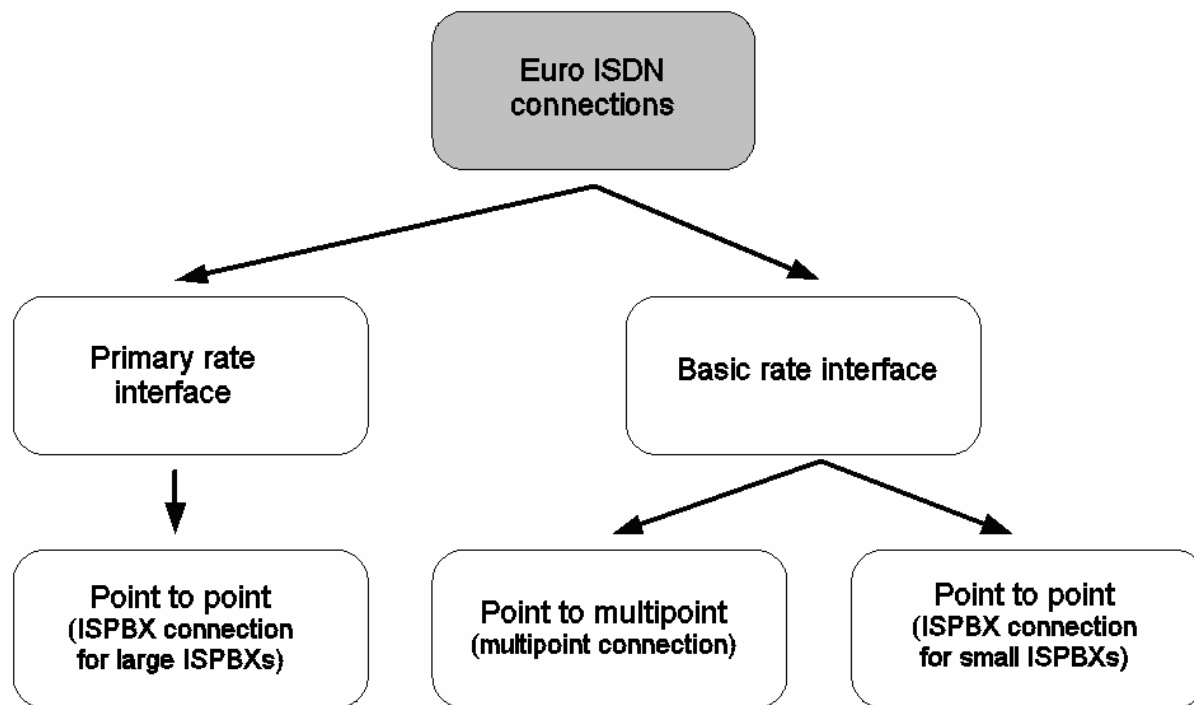 Euro ISDN
connections
Primary rate
interface
Basic rate interface
Point to point
(ISPBX connection
for large ISPBXs)
Point to multipoint
(multipoint connection)
Point to point
(ISPBX connection
for small ISPBXs)